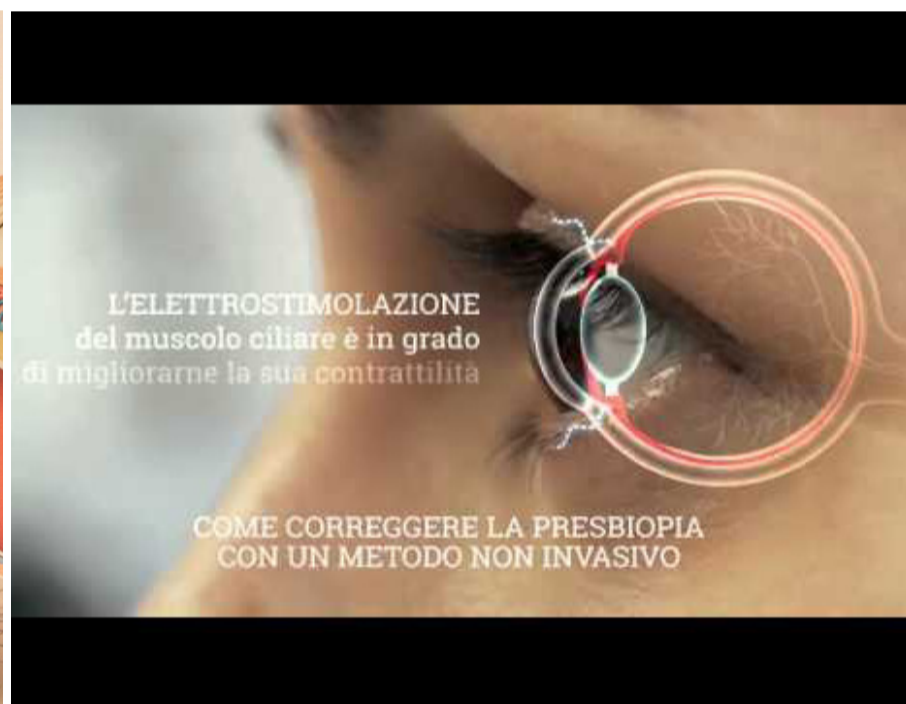 L'ELETTROSTIMOLAZIONE
del muscolo ciliare è in grado
di migliorarne la sua contrattilità
COME CORREGGERE LA PRESBIOPIA
CON UN METODO NON INVASIVO